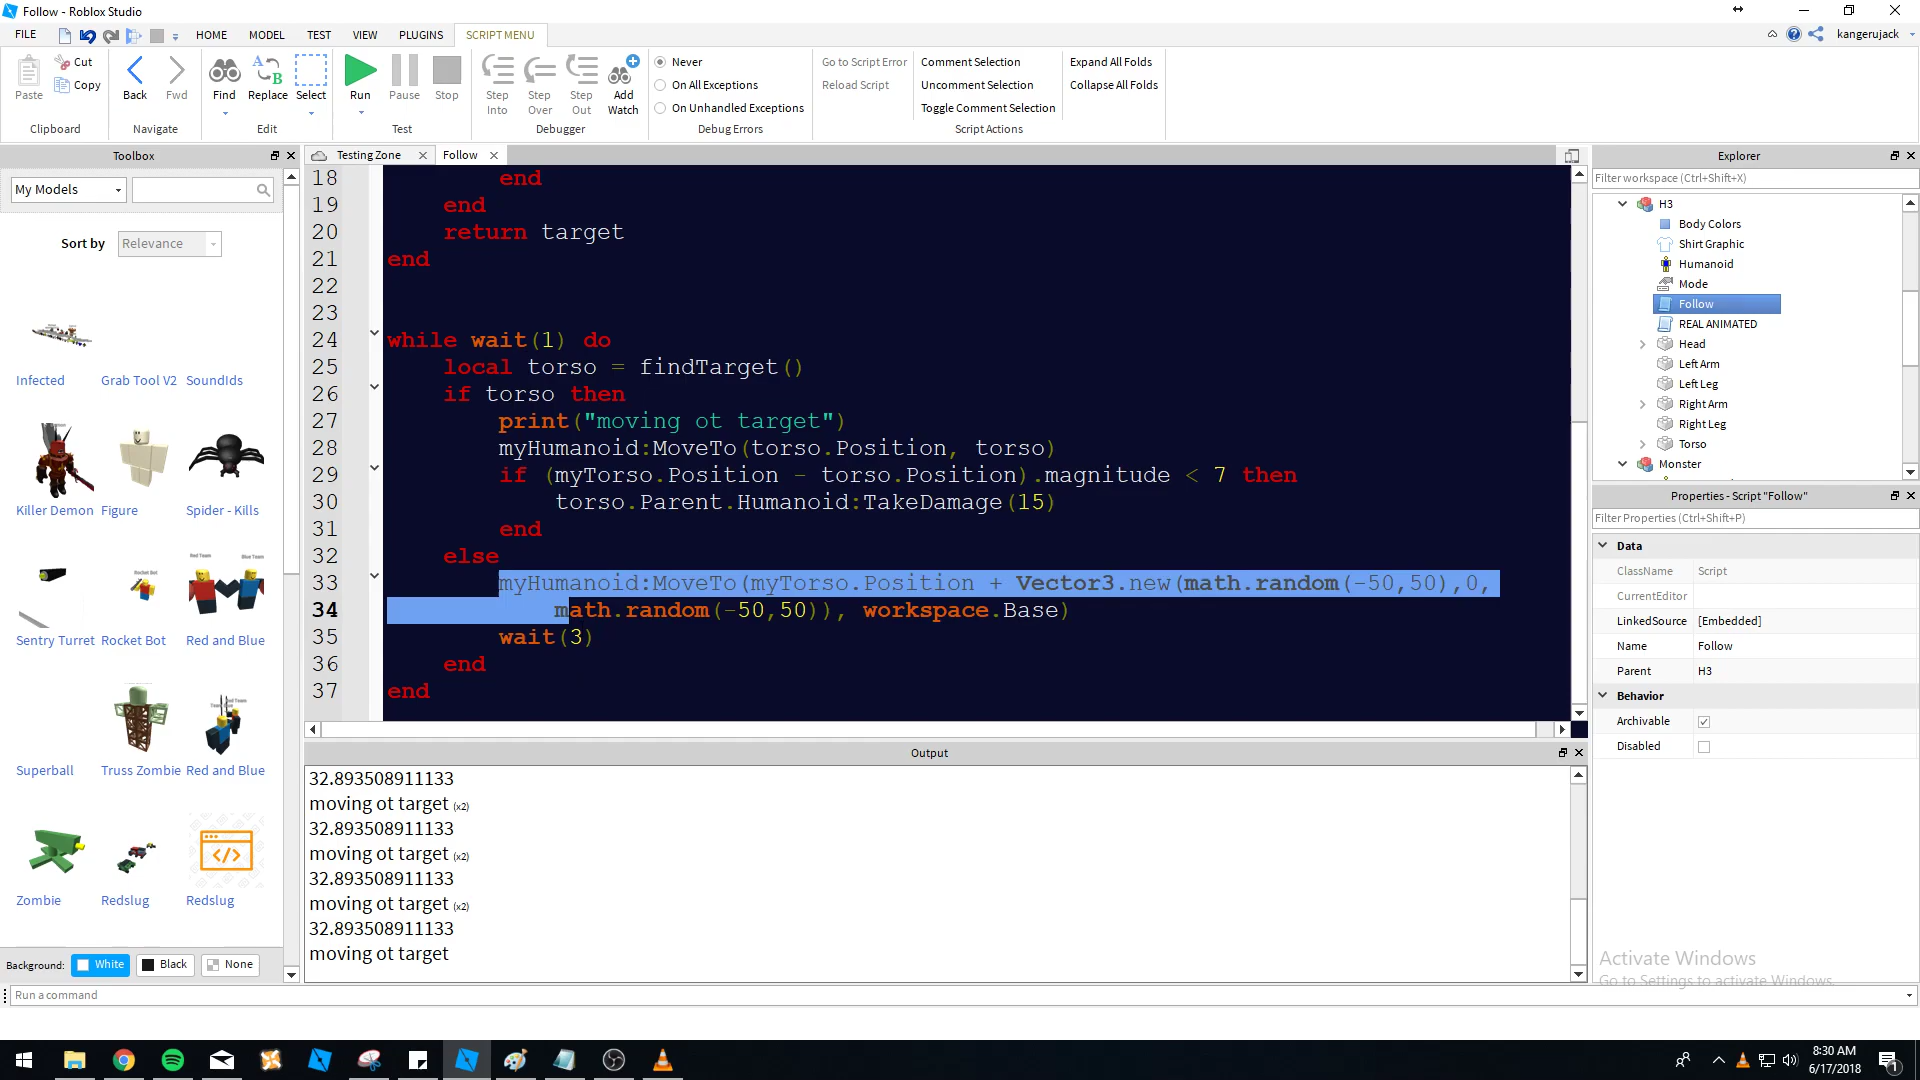 Follow - Roblox Studio
FILE HOME MODEL TEST VIEW PLUGINS SCRIPT MENU kangerujack
Paste Cut Copy
Clipboard
Back Fwd
Navigate
Find Replace Select
Edit
Run Pause Stop
Test
Step Into Step Over Step Out Add Watch
Debugger
Never
On All Exceptions
On Unhandled Exceptions
Debug Errors
Go to Script Error
Reload Script
Comment Selection
Uncomment Selection
Toggle Comment Selection
Script Actions
Expand All Folds
Collapse All Folds
Toolbox
My Models
Sort by Relevance
Infected Grab Tool V2 SoundIds
Killer Demon Figure Spider - Kills
Red Team Blue Team
Rocket Bot
Sentry Turret Rocket Bot Red and Blue
Superball Truss Zombie Red and Blue
Zombie Redslug Redslug
Background: White Black None
Testing Zone Follow
18 end
19 end
20 return target
21 end
22
23
24 while wait(1) do
25 local torso = findTarget()
26 if torso then
27 print("moving ot target")
28 myHumanoid:MoveTo(torso.Position, torso)
29 if (myTorso.Position - torso.Position).magnitude < 7 then
30 torso.Parent.Humanoid:TakeDamage(15)
31 end
32 else
33 myHumanoid:MoveTo(myTorso.Position + Vector3.new(math.random(-50,50),0,
34 math.random(-50,50)), workspace.Base)
35 wait(3)
36 end
37 end
Output
32.893508911133
moving ot target (x2)
32.893508911133
moving ot target (x2)
32.893508911133
moving ot target (x2)
32.893508911133
moving ot target
Explorer
Filter workspace (Ctrl+Shift+X)
H3
Body Colors
Shirt Graphic
Humanoid
Mode
Follow
REAL ANIMATED
Head
Left Arm
Left Leg
Right Arm
Right Leg
Torso
Monster
Properties - Script "Follow"
Filter Properties (Ctrl+Shift+P)
Data
ClassName Script
CurrentEditor
LinkedSource [Embedded]
Name Follow
Parent H3
Behavior
Archivable
Disabled
Activate Windows
Go to Settings to activate Windows.
Run a command
8:30 AM
6/17/2018
1